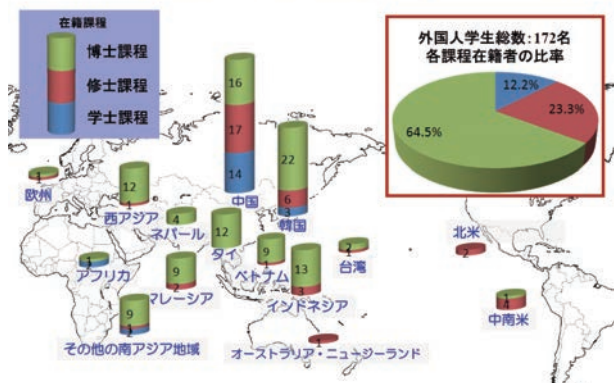 在籍課程
博士課程
修士課程
学士課程
外国人学生総数:172名
各課程在籍者の比率
12.2%
23.3%
64.5%
16
17
14
中国
22
6
3
韓国
1
欧州
12
1
西アジア
4
ネパール
12
タイ
9
1
ベトナム
2
1
台湾
2
北米
1
アフリカ
9
2
マレーシア
13
3
インドネシア
1
4
中南米
9
1
2
その他の南アジア地域
1
オーストラリア・ニュージーランド